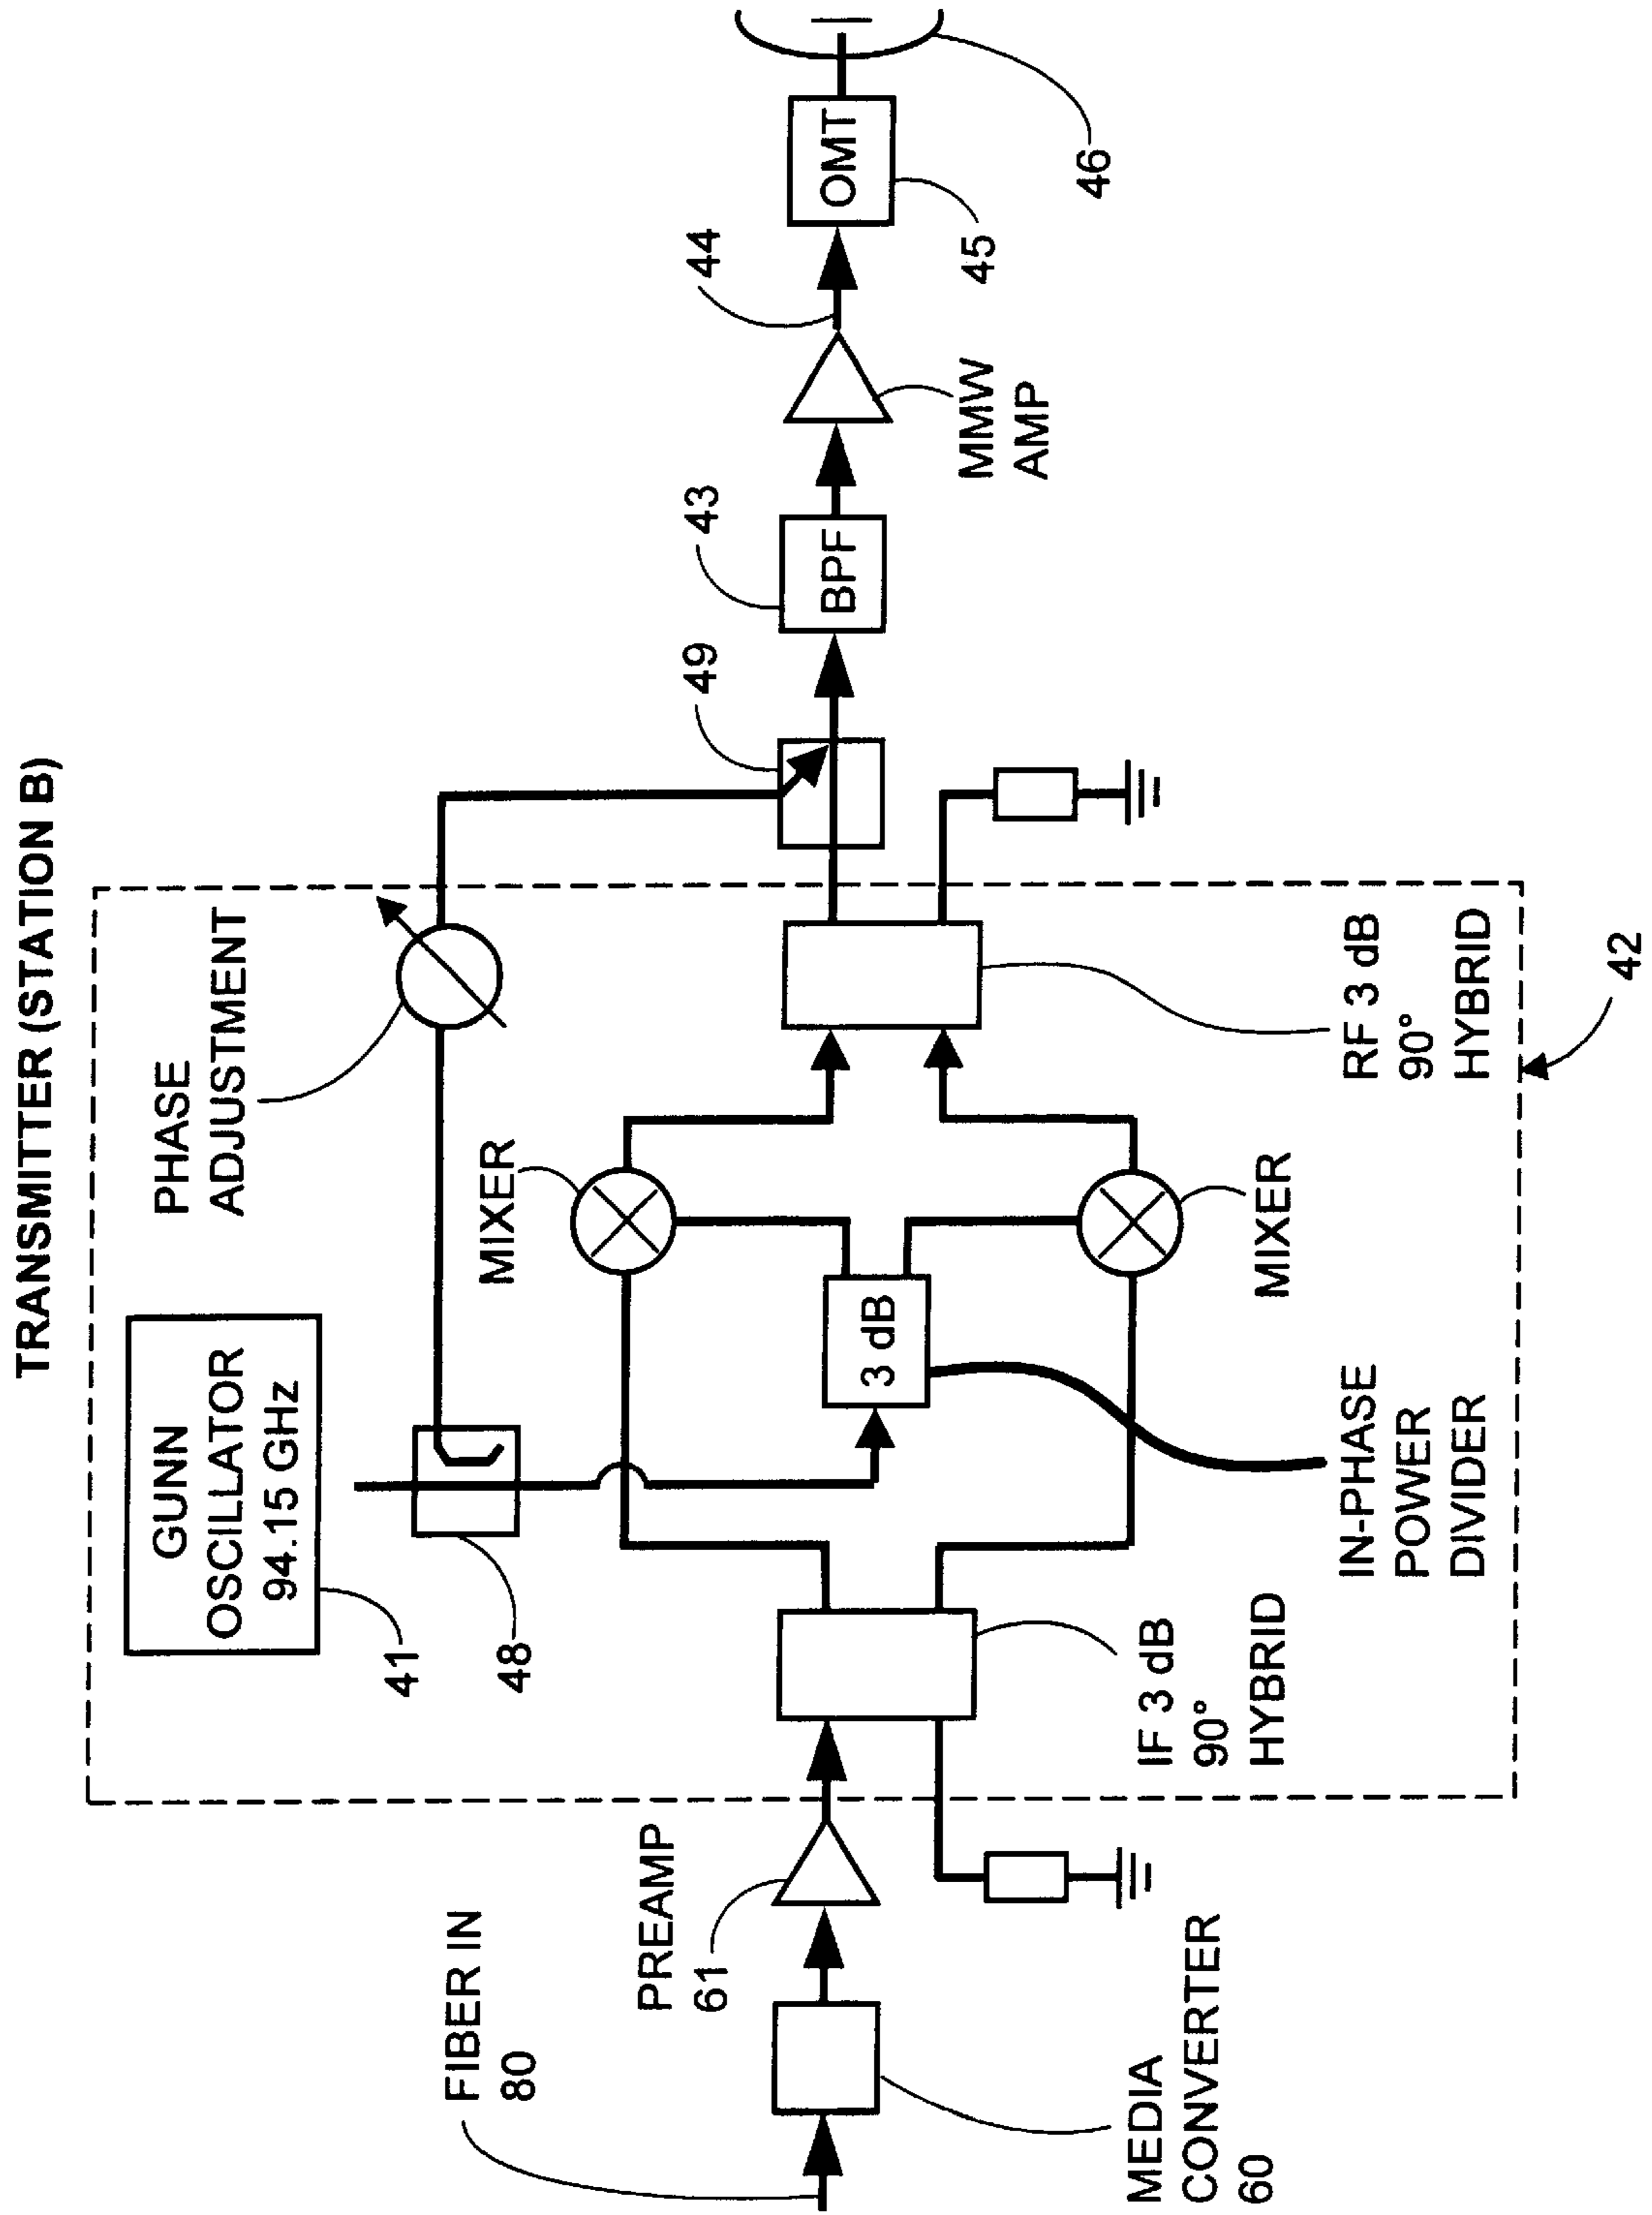 TRANSMITTER (STATION B)
GUNN
OSCILLATOR
94.15 GHz
41
48
PHASE
ADJUSTMENT
MIXER
49
43
BPF
44
MMW
AMP
OMT
45
46
FIBER IN
80
PREAMP
61
MEDIA
CONVERTER
60
3 dB
MIXER
IF 3 dB
90°
HYBRID
IN-PHASE
POWER
DIVIDER
RF 3 dB
90°
HYBRID
42